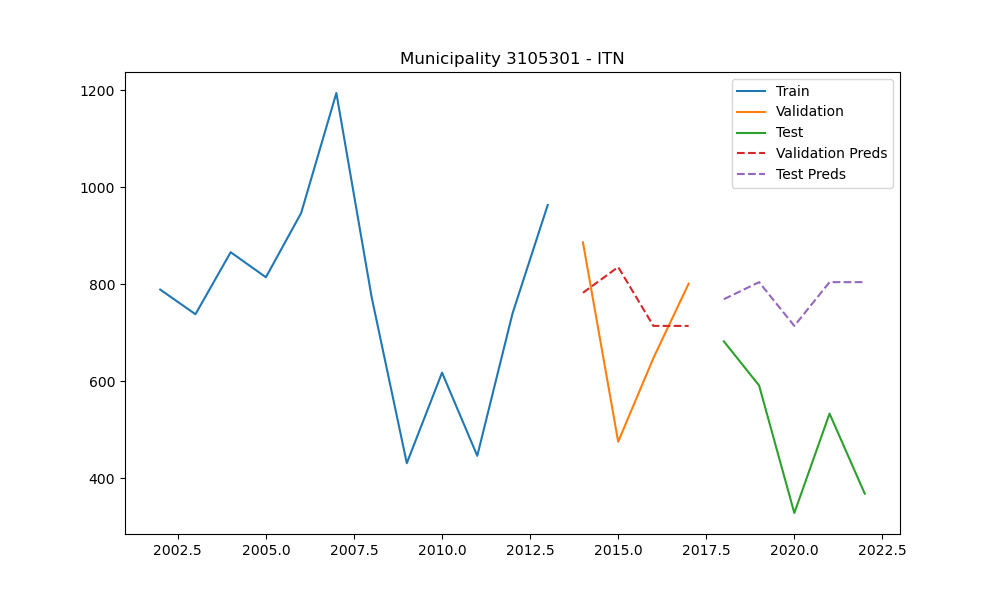 Municipality 3105301 - ITN
1200
1000
800
600
400
2002.5 2005.0 2007.5 2010.0 2012.5 2015.0 2017.5 2020.0 2022.5
Train
Validation
Test
Validation Preds
Test Preds